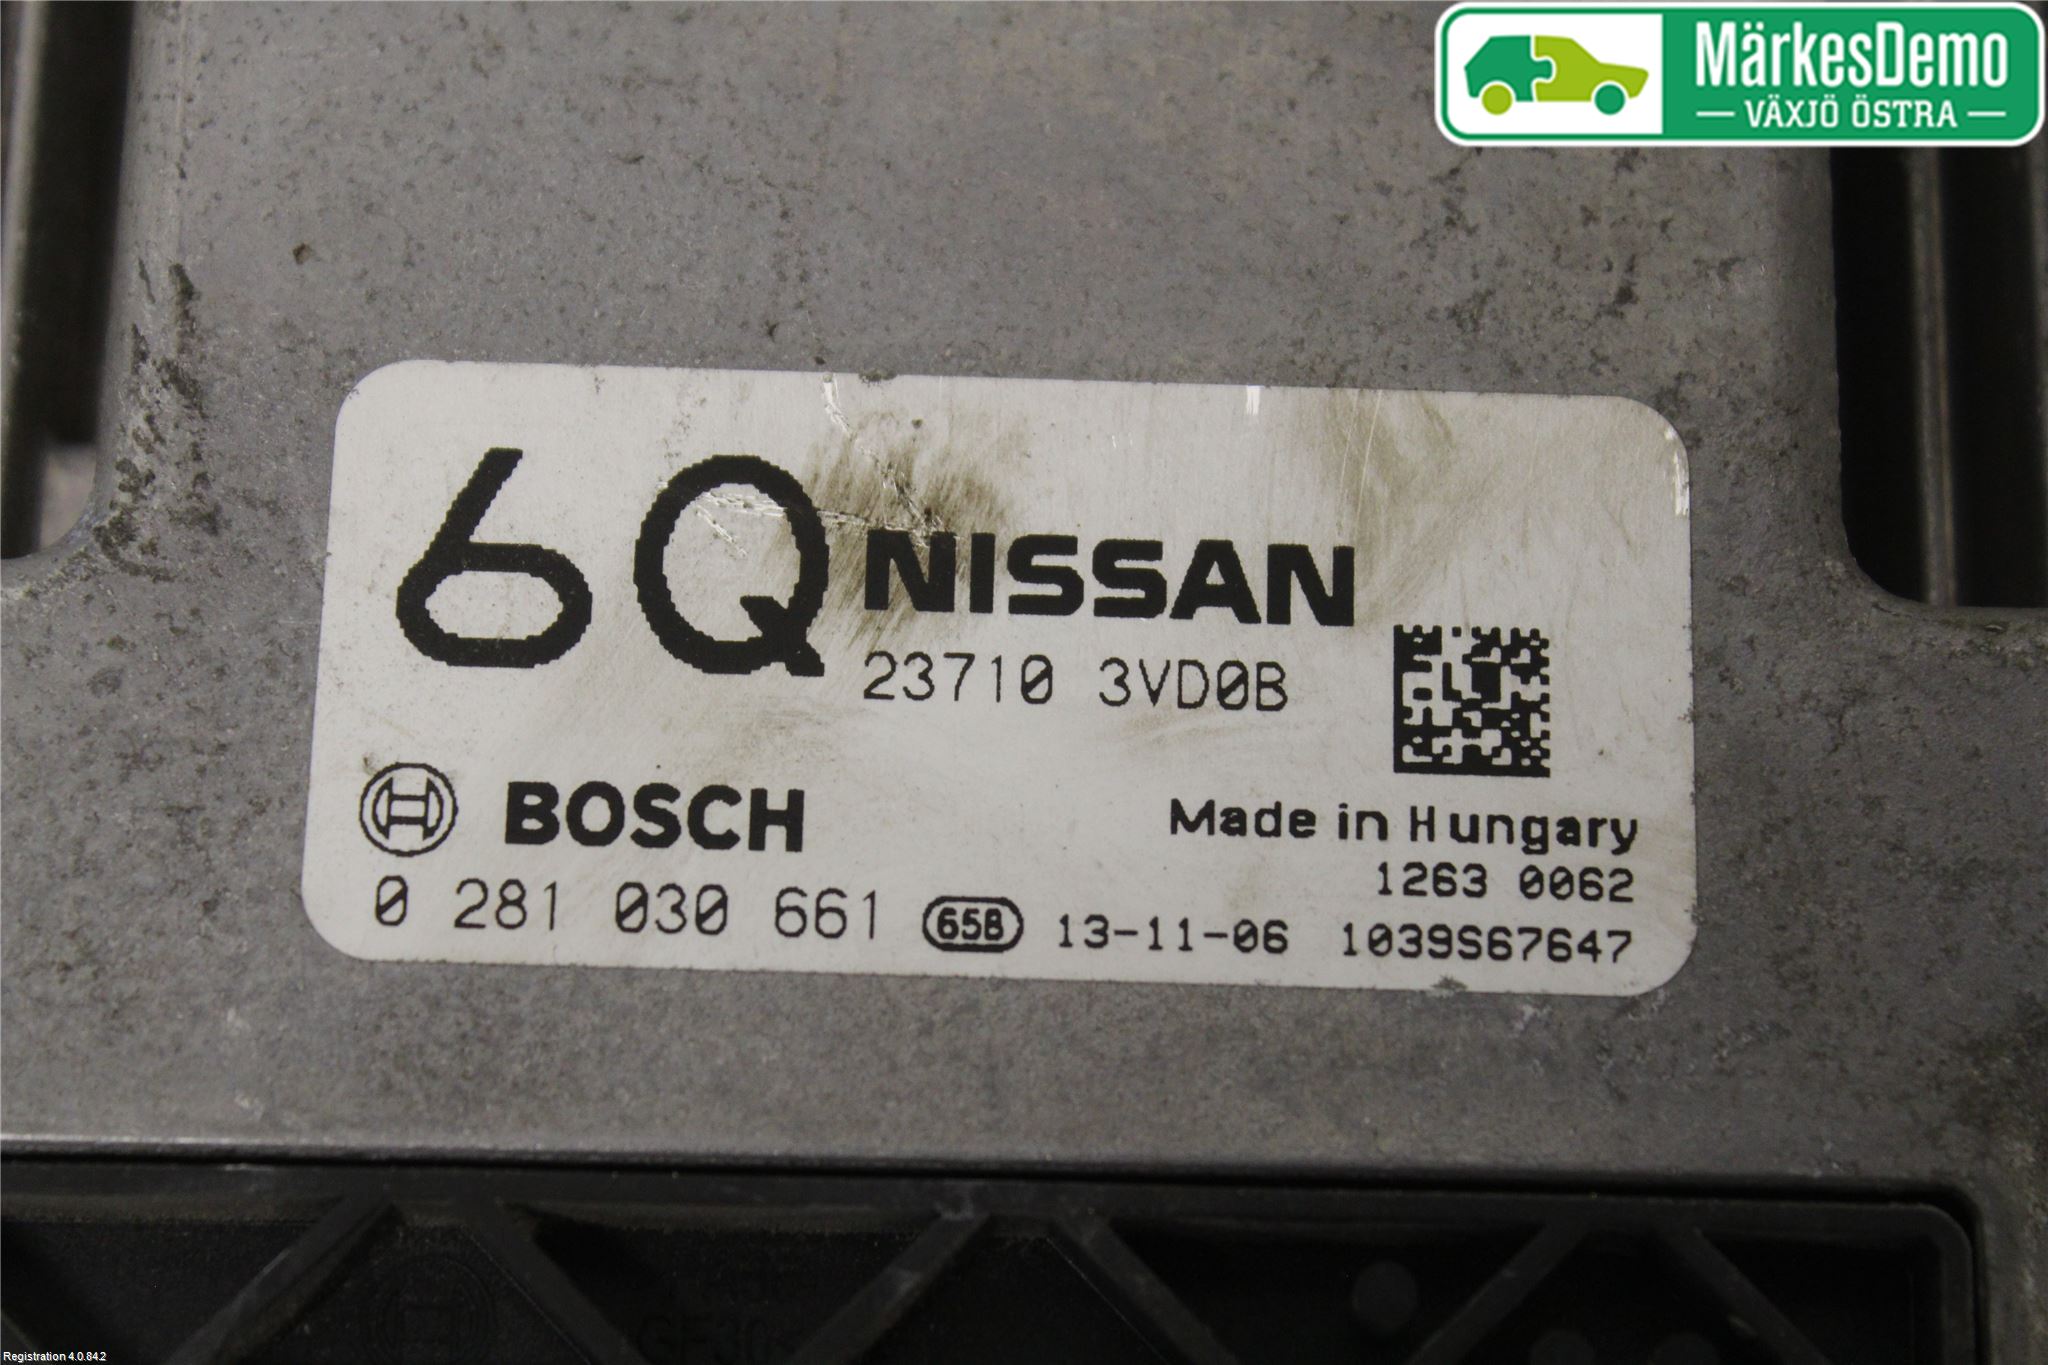 MärkesDemo
VÄXJÖ ÖSTRA
6Q NISSAN
23710 3VD0B
BOSCH
Made in Hungary
1263 0062
0 281 030 661 65B 13-11-06 1039S67647
Registration 4.0.84.2